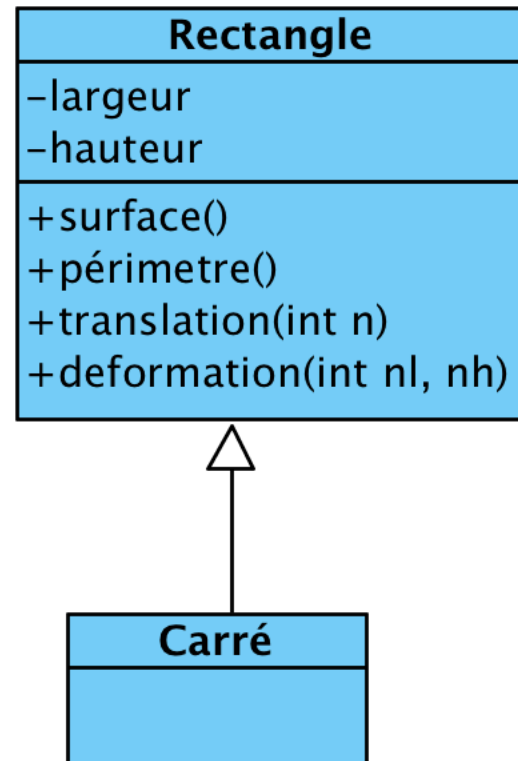 Rectangle
-largeur
-hauteur
+surface()
+périmetre()
+translation(int n)
+deformation(int nl, nh)
Carré